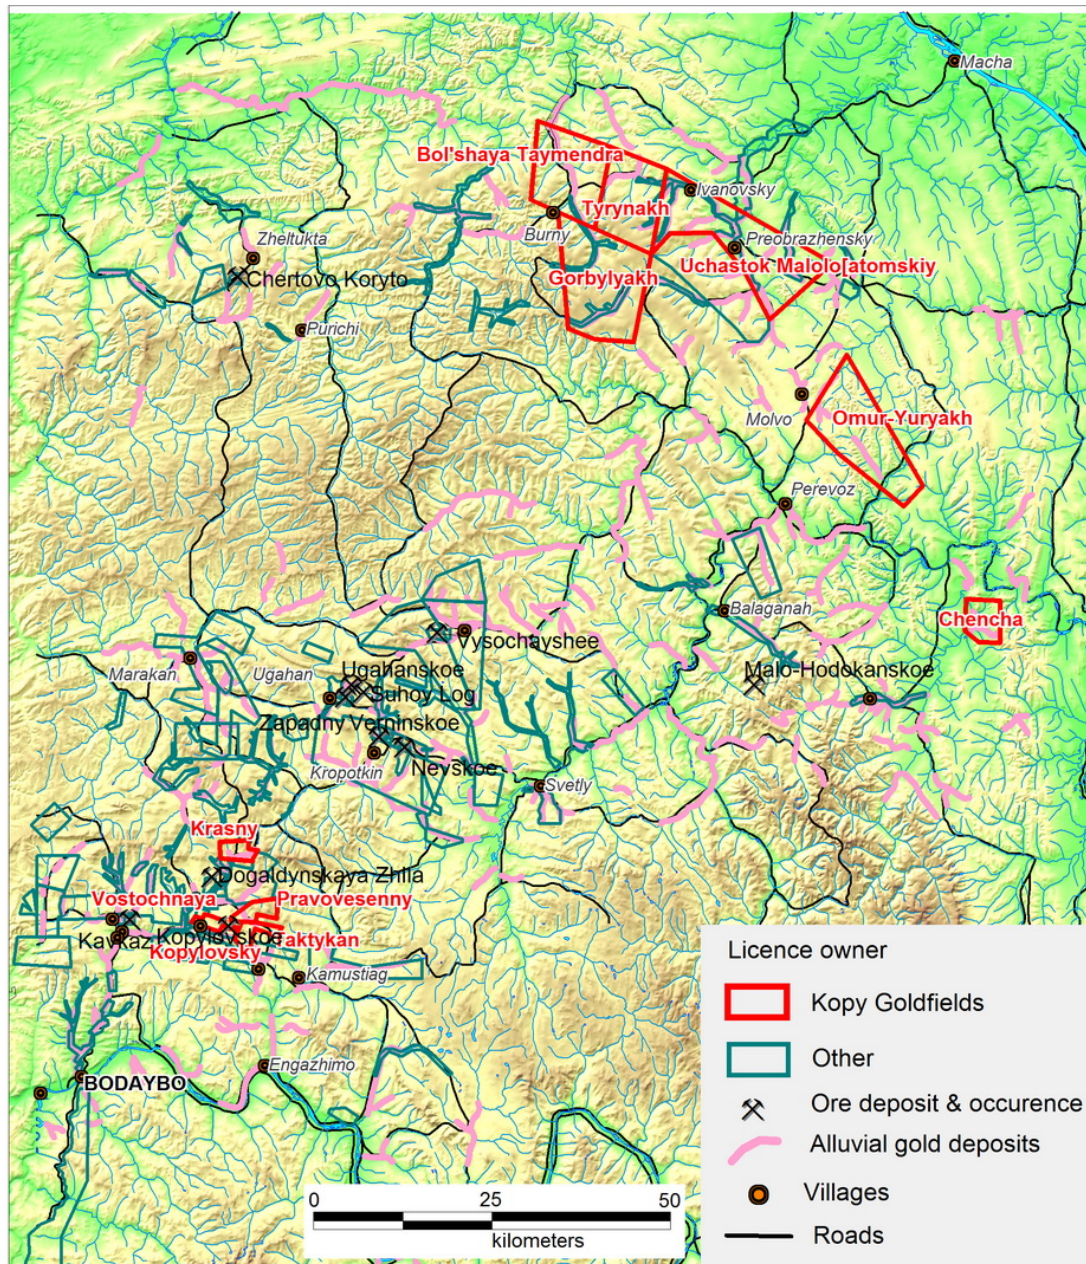 Macha
Bol'shaya Taymendra
Ivanovsky
Tyrynakh
Burny
Zheltukta
Preobrazhensky
Uchastok Malolo
atomskiy
Chertovo Koryto
Gorbylyakh
Purichi
Molvo
Omur-Yuryakh
Perevoz
Balaganah
Chencha
Vysochayshee
Marakan
Ugahan
Ugahanskoe
Malo-Hodokanskoe
Suhoy Log
Zapadny
Verninskoe
Kropotkin
Nevskoe
Svetly
Krasny
Dogaldynskaya Zhila
Vostochnaya
Pravovesenny
Kavkaz
Kopylovskoe
Taktykan
Kopylovsky
Kamustiag
Engazhimo
BODAYBO
Licence owner
Kopy Goldfields
Other
Ore deposit & occurence
Alluvial gold deposits
Villages
Roads
0
25
50
kilometers